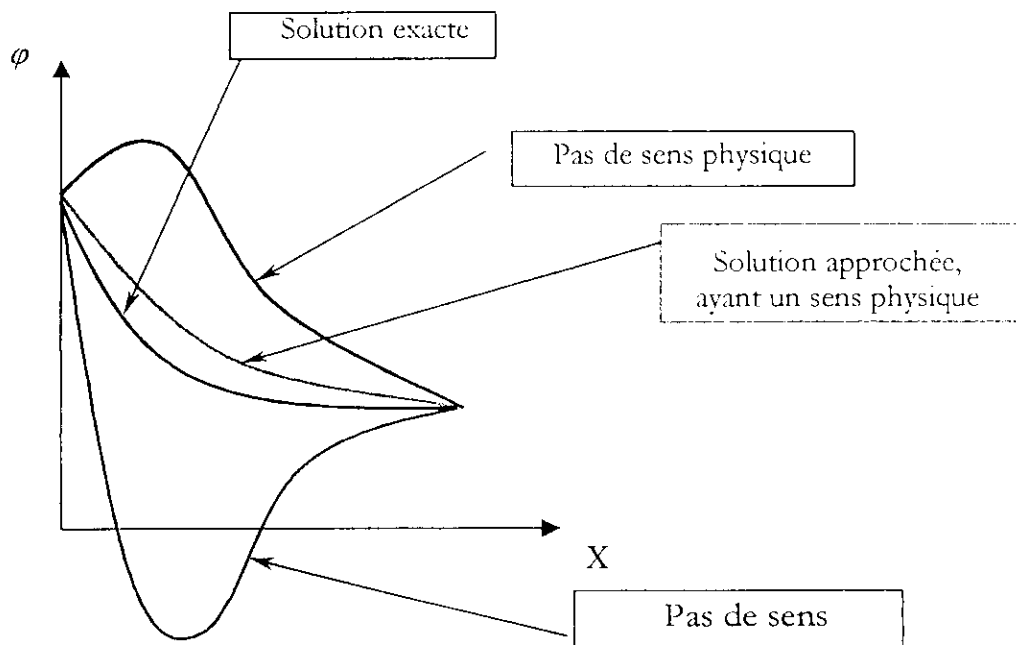 Solution exacte
φ
Pas de sens physique
Solution approchée,
ayant un sens physique
X
Pas de sens